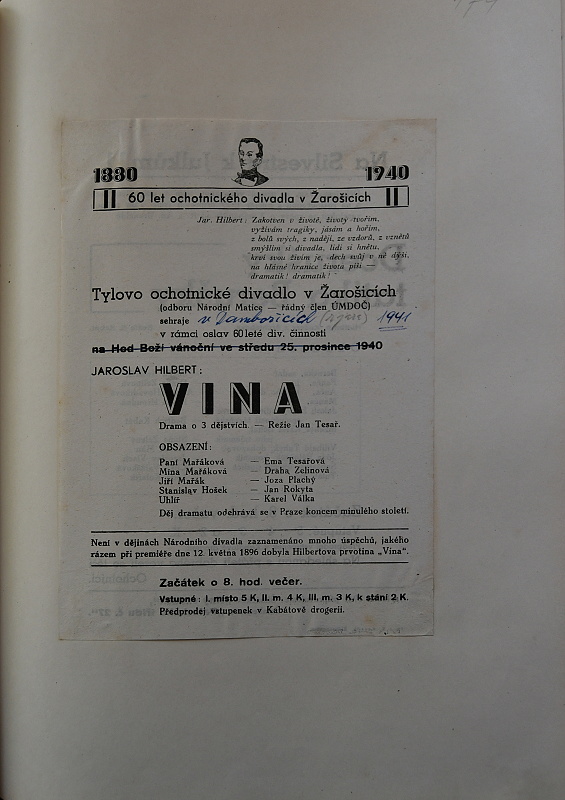 1880 1940
60 let ochotnického divadla v Žarošicích
Jar. Hilbert: Zakotven v životě, životy tvořím,
vyžívám tragiky, jásám a hořím,
z bolů svých, z nadějí, ze vzdorů, z vznětů
smýšlím si divadla, lidi si hnětu,
krví svou živím je, dech svůj v ně dýši,
na hlásné hranice života píši —
dramatik! dramatik!
Tylovo ochotnické divadlo v Žarošicích
(odboru Národní Matice — řádný člen ÚMDOČ)
sehraje v Dambořicích 1941
v rámci oslav 60leté div. činnosti
na Hod Boží vánoční ve středu 25. prosince 1940
JAROSLAV HILBERT:
VINA
Drama o 3 dějstvích. — Režie Jan Tesař.
OBSAZENÍ:
Paní Mařáková — Ema Tesařová
Mína Mařáková — Draha Zelinová
Jiří Mařák — Joza Plachý
Stanislav Hošek — Jan Rokyta
Uhlíř — Karel Válka
Děj dramatu odehrává se v Praze koncem minulého století.
Není v dějinách Národního divadla zaznamenáno mnoho úspěchů, jakého
rázem při premiéře dne 12. května 1896 dobyla Hilbertova prvotina „Vina".
Začátek o 8. hod. večer.
Vstupné: I. místo 5 K, II. m. 4 K, III. m. 3 K, k stání 2 K.
Předprodej vstupenek v Kabátově drogerii.